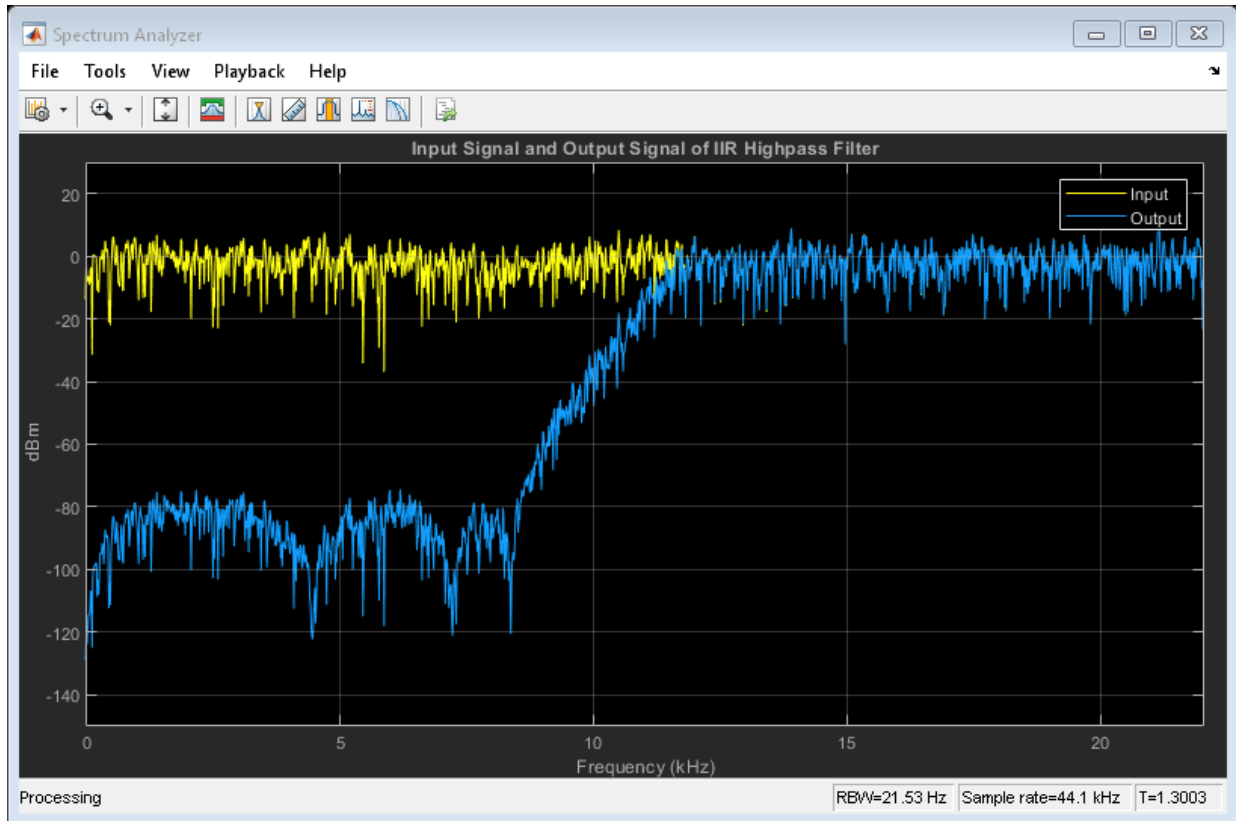 Spectrum Analyzer
File Tools View Playback Help
Input Signal and Output Signal of IIR Highpass Filter
Input
Output
20
0
-20
-40
-60
-80
-100
-120
-140
dBm
0 5 10 15 20
Frequency (kHz)
Processing RBW=21.53 Hz Sample rate=44.1 kHz T=1.3003